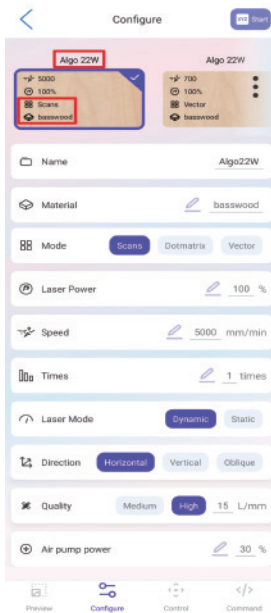 Configure
XYZ Start
Algo 22W
Algo 22W
5000
700
100%
100%
Scans
Vector
basswood
basswood
Name Algo22W
Material basswood
Mode Scans Dotmatrix Vector
Laser Power 100 %
Speed 5000 mm/min
Times 1 times
Laser Mode Dynamic Static
Direction Horizontal Vertical Oblique
Quality Medium High 15 L/mm
Air pump power 30 %
Preview Configure Control Command